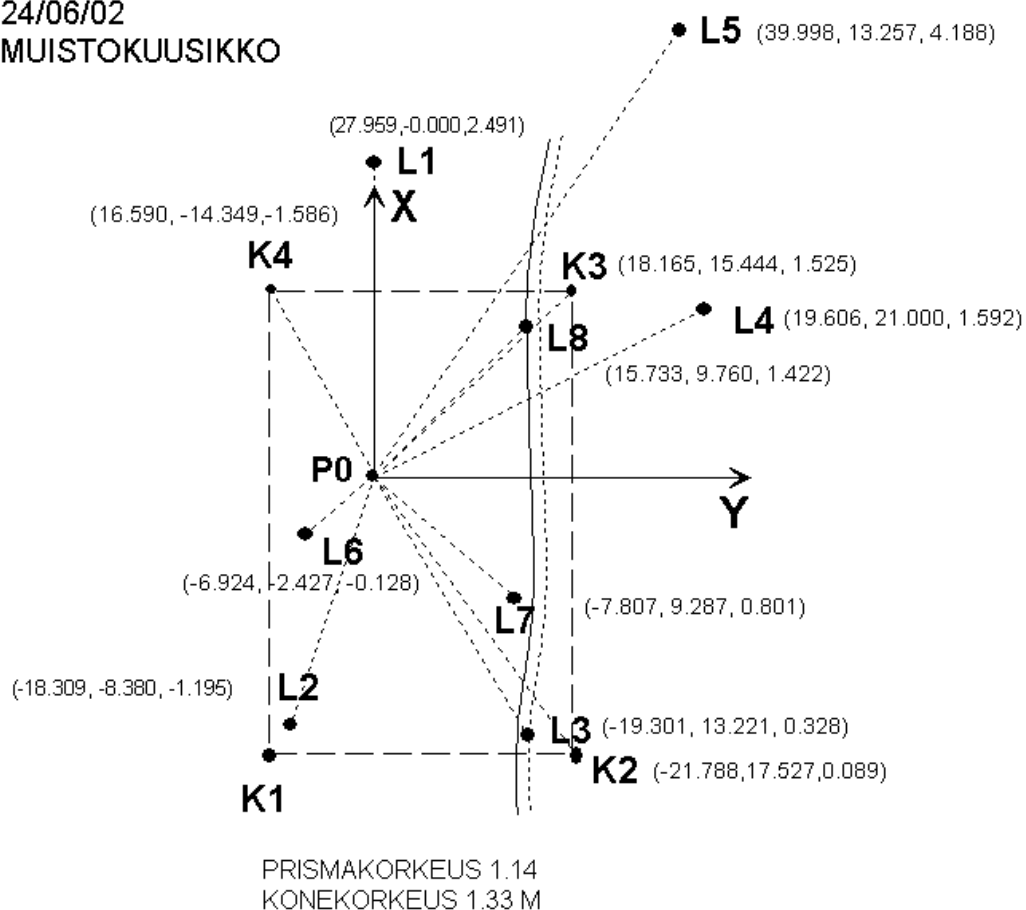 24/06/02
MUISTOKUUSIKKO
L5 (39.998, 13.257, 4.188)
(27.959,-0.000,2.491)
L1
X
(16.590, -14.349,-1.586)
K4
K3 (18.165, 15.444, 1.525)
L4 (19.606, 21.000, 1.592)
L8
(15.733, 9.760, 1.422)
P0
Y
L6
(-6.924, -2.427, -0.128)
L7
(-7.807, 9.287, 0.801)
(-18.309, -8.380, -1.195)
L2
L3 (-19.301, 13.221, 0.328)
K2 (-21.788,17.527,0.089)
K1
PRISMAKORKEUS 1.14
KONEKORKEUS 1.33 M